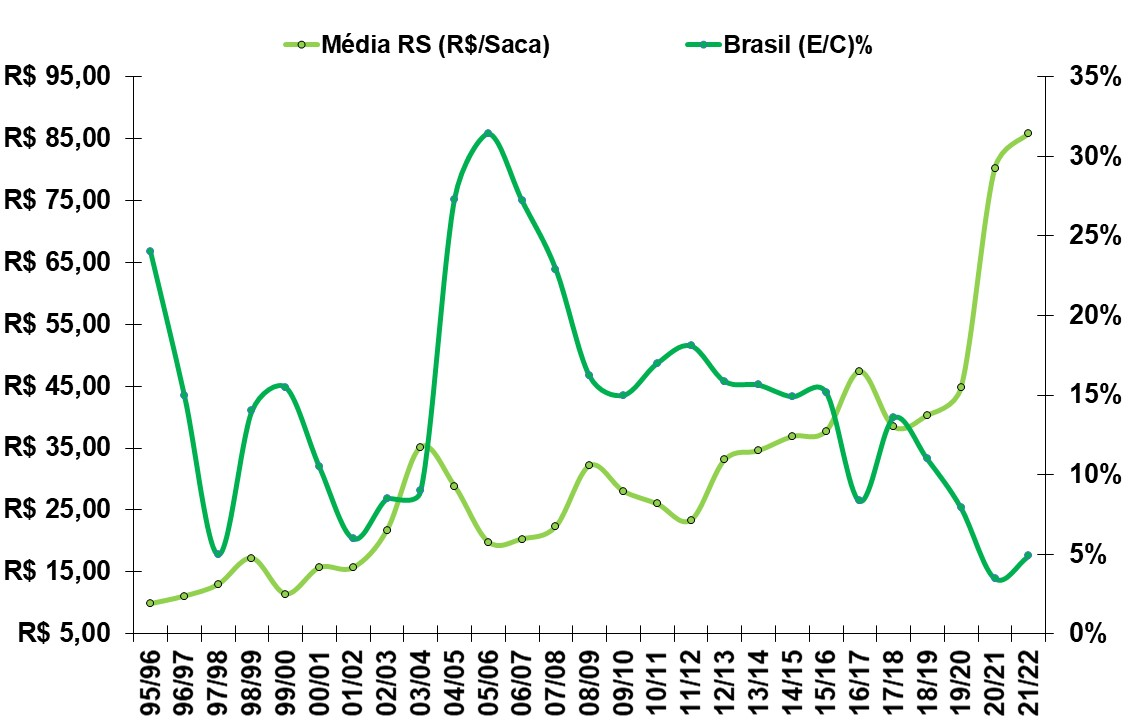 Média RS (R$/Saca) Brasil (E/C)%
R$ 95,00 35%
R$ 85,00 30%
R$ 75,00 25%
R$ 65,00 20%
R$ 55,00 15%
R$ 45,00 10%
R$ 35,00 5%
R$ 25,00 0%
R$ 15,00
R$ 5,00
95/96 96/97 97/98 98/99 99/00 00/01 01/02 02/03 03/04 04/05 05/06 06/07 07/08 08/09 09/10 10/11 11/12 12/13 13/14 14/15 15/16 16/17 17/18 18/19 19/20 20/21 21/22